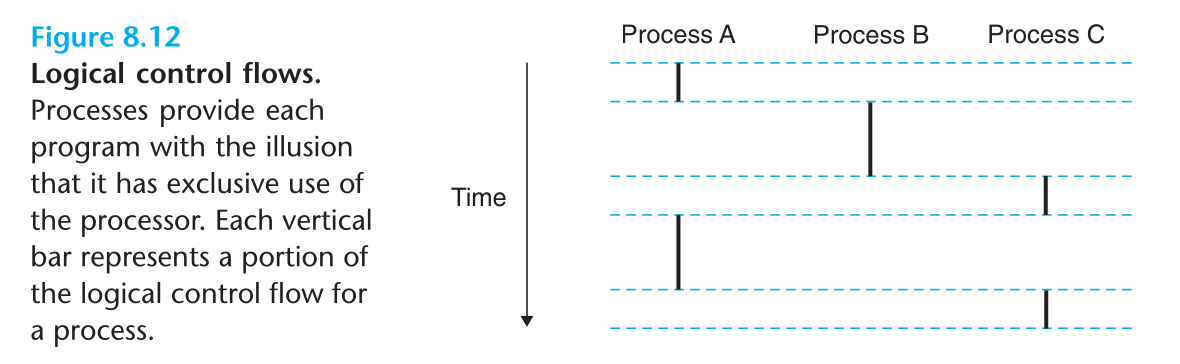 Figure 8.12
Logical control flows.
Processes provide each
program with the illusion
that it has exclusive use of
the processor. Each vertical
bar represents a portion of
the logical control flow for
a process.
Process A
Process B
Process C
Time